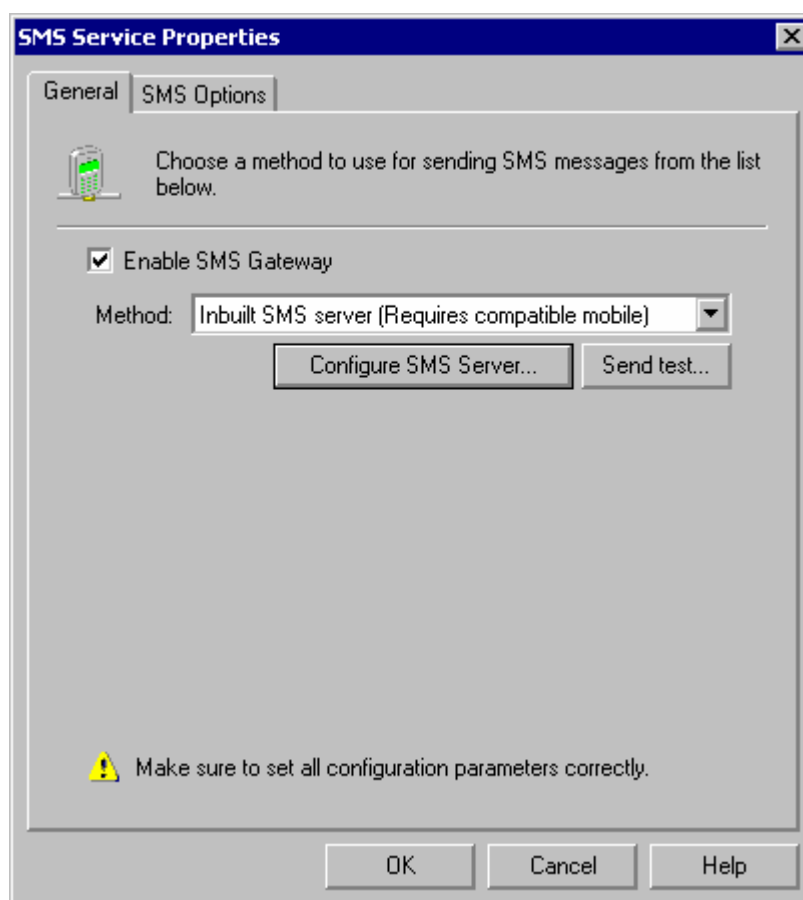 SMS Service Properties
General
SMS Options
Choose a method to use for sending SMS messages from the list
below.
Enable SMS Gateway
Method: Inbuilt SMS server (Requires compatible mobile)
Configure SMS Server... Send test...
Make sure to set all configuration parameters correctly.
OK Cancel Help